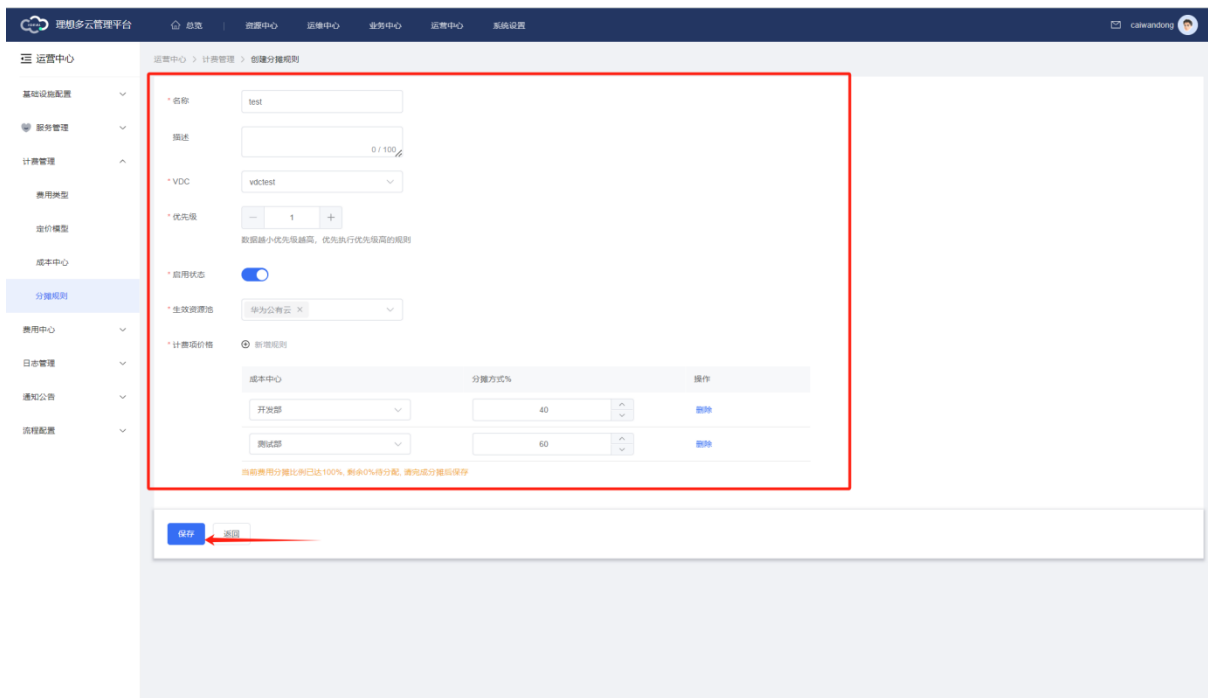 理想多云管理平台 总览 资源中心 运维中心 业务中心 运营中心 系统设置 caiwandong
运营中心
运营中心 > 计费管理 > 创建分摊规则
基础设施配置
服务管理
计费管理
费用类型
定价模型
成本中心
分摊规则
费用中心
日志管理
通知公告
流程配置
* 名称 test
描述
0 / 100
* VDC vdctest
* 优先级 1
数据越小优先级越高，优先执行优先级高的规则
* 启用状态
* 生效资源池 华为公有云 ×
* 计费项价格 新增规则
成本中心 分摊方式% 操作
开发部 40 删除
测试部 60 删除
当前费用分摊比例已达100%, 剩余0%待分配, 请完成分摊后保存
保存 返回